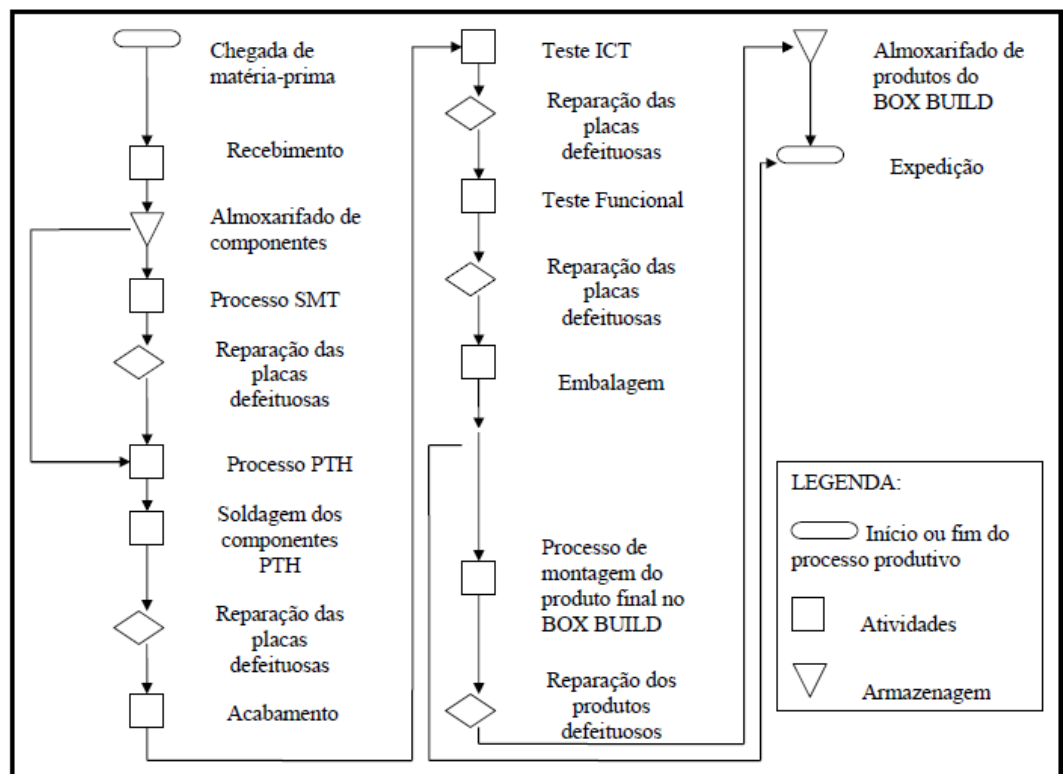 Chegada de
matéria-prima
Recebimento
Almoxarifado de
componentes
Processo SMT
Reparação das
placas
defeituosas
Processo PTH
Soldagem dos
componentes
PTH
Reparação das
placas
defeituosas
Acabamento
Teste ICT
Reparação das
placas
defeituosas
Teste Funcional
Reparação das
placas
defeituosas
Embalagem
Processo de
montagem do
produto final no
BOX BUILD
Reparação dos
produtos
defeituosos
Almoxarifado de
produtos do
BOX BUILD
Expedição
LEGENDA:
Início ou fim do
processo produtivo
Atividades
Armazenagem